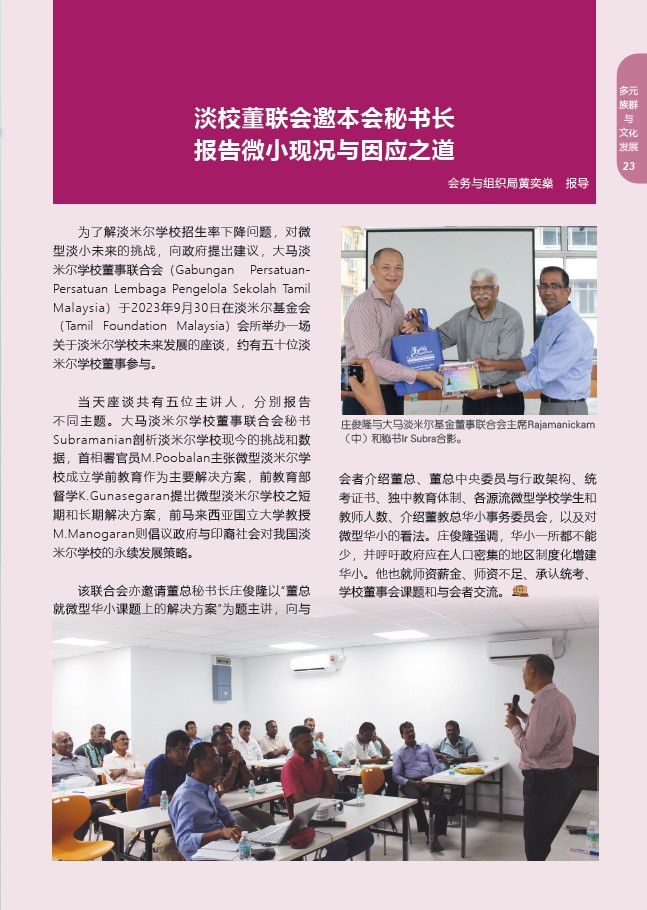 淡校董联会邀本会秘书长
报告微小现况与因应之道
会务与组织局黄奕燊 报导
多元
族群
与
文化
发展
23
为了解淡米尔学校招生率下降问题，对微
型淡小未来的挑战，向政府提出建议，大马淡
米尔学校董事联合会（Gabungan Persatuan-
Persatuan Lembaga Pengelola Sekolah Tamil
Malaysia）于2023年9月30日在淡米尔基金会
（Tamil Foundation Malaysia）会所举办一场
关于淡米尔学校未来发展的座谈，约有五十位淡
米尔学校董事参与。
当天座谈共有五位主讲人，分别报告
不同主题。大马淡米尔学校董事联合会秘书
Subramanian剖析淡米尔学校现今的挑战和数
据，首相署官员M.Poobalan主张微型淡米尔学
校成立学前教育作为主要解决方案，前教育部
督学K.Gunasegaran提出微型淡米尔学校之短
期和长期解决方案，前马来西亚国立大学教授
M.Manogaran则倡议政府与印裔社会对我国淡
米尔学校的永续发展策略。
该联合会亦邀请董总秘书长庄俊隆以“董总
就微型华小课题上的解决方案”为题主讲，向与
庄俊隆与大马淡米尔基金董事联合会主席Rajamanickam
（中）和秘书Ir Subra合影。
会者介绍董总、董总中央委员与行政架构、统
考证书、独中教育体制、各源流微型学校学生和
教师人数、介绍董教总华小事务委员会，以及对
微型华小的看法。庄俊隆强调，华小一所都不能
少，并呼吁政府应在人口密集的地区制度化增建
华小。他也就师资薪金、师资不足、承认统考、
学校董事会课题和与会者交流。